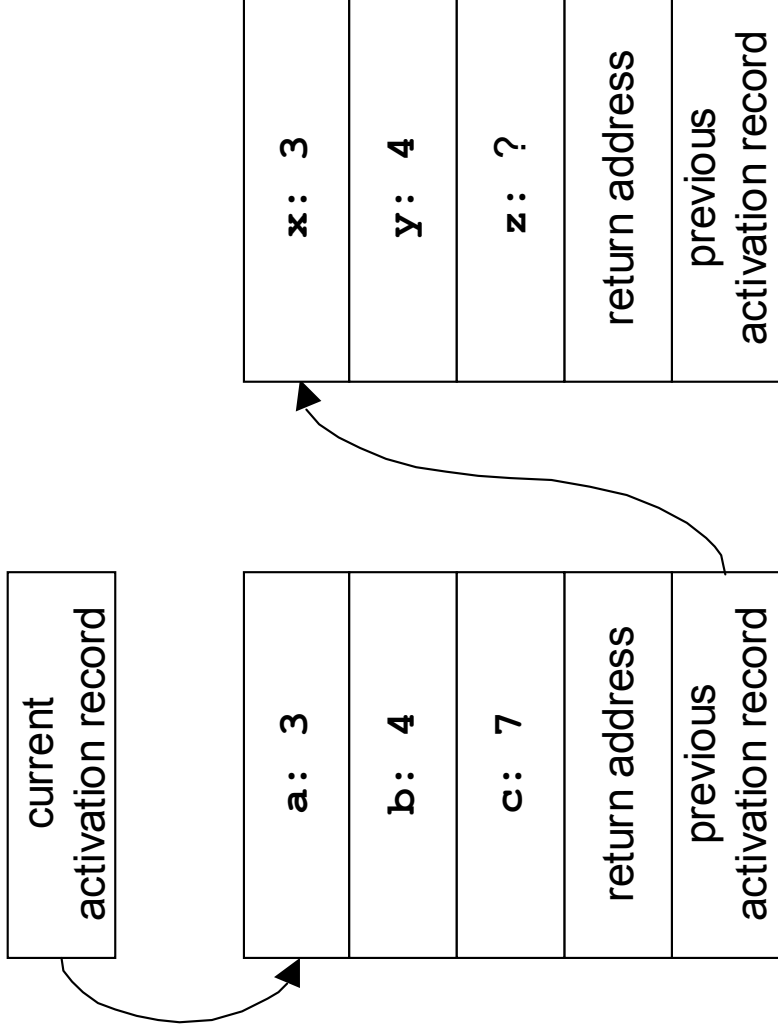 current
activation record
a: 3
b: 4
c: 7
return address
previous
activation record
x: 3
y: 4
z: ?
return address
previous
activation record